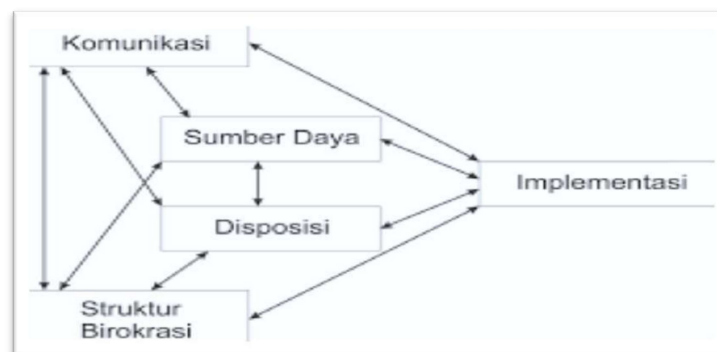 Komunikasi
Sumber Daya
Implementasi
Disposisi
Struktur
Birokrasi